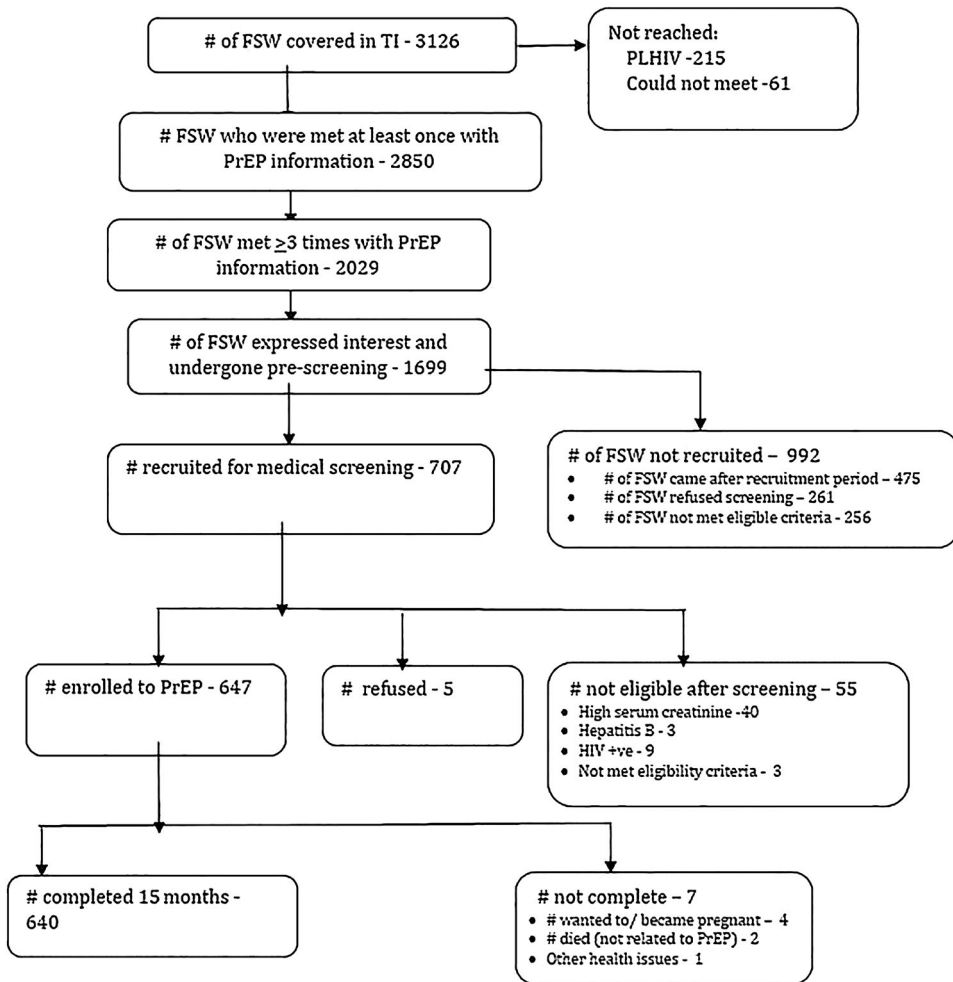 # of FSW covered in TI - 3126
Not reached:
PLHIV -215
Could not meet -61
# FSW who were met at least once with
PrEP information - 2850
# of FSW met ≥3 times with PrEP
information - 2029
# of FSW expressed interest and
undergone pre-screening - 1699
# recruited for medical screening - 707
# of FSW not recruited – 992
• # of FSW came after recruitment period – 475
• # of FSW refused screening – 261
• # of FSW not met eligible criteria - 256
# enrolled to PrEP - 647
# refused - 5
# not eligible after screening – 55
• High serum creatinine -40
• Hepatitis B - 3
• HIV +ve - 9
• Not met eligibility criteria - 3
# completed 15 months -
640
# not complete – 7
• # wanted to/ became pregnant – 4
• # died (not related to PrEP) - 2
• Other health issues - 1